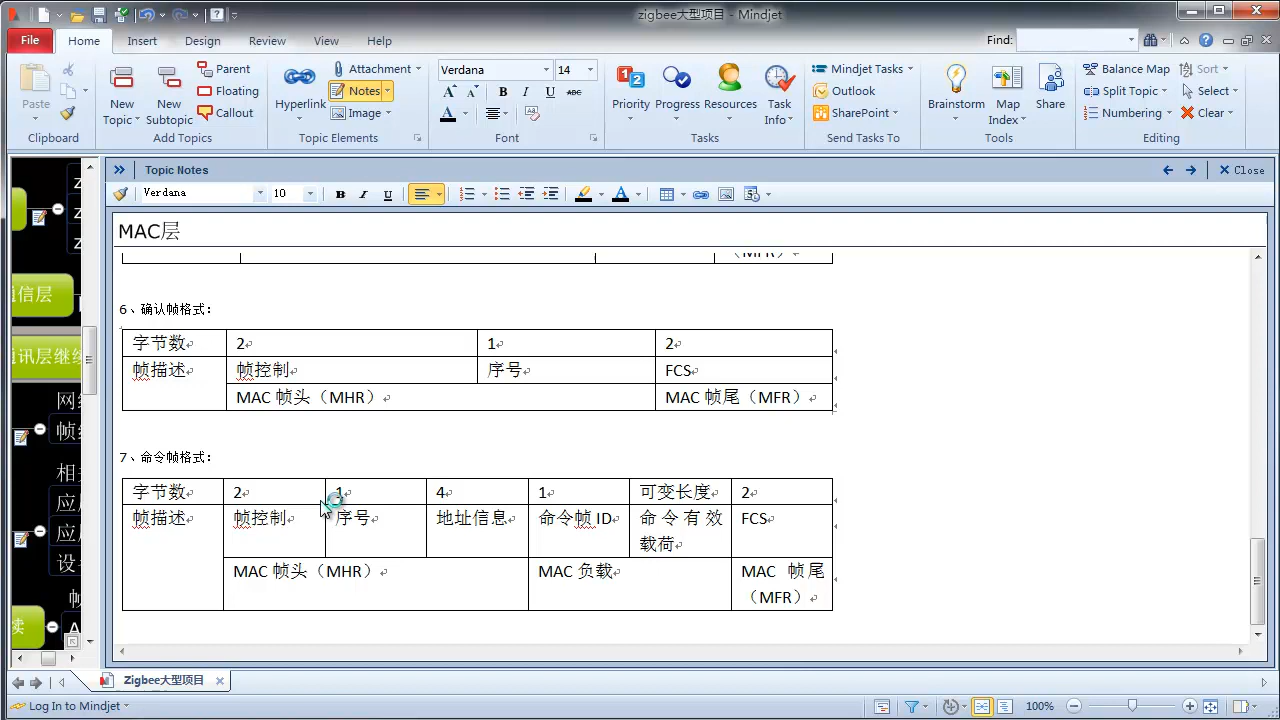 zigbee大型项目 - Mindjet
File Home Insert Design Review View Help Find:
Paste
New Topic
New Subtopic
Parent
Floating
Callout
Hyperlink
Attachment
Notes
Image
Verdana 14
B I U ABC
Priority
Progress
Resources
Task Info
Mindjet Tasks
Outlook
SharePoint
Brainstorm
Map Index
Share
Balance Map
Split Topic
Numbering
Sort
Select
Clear
Clipboard Add Topics Topic Elements Font Tasks Send Tasks To Tools Editing
Topic Notes Close
Verdana 10 B I U
MAC层
(MFR)
6、确认帧格式:
字节数 2 1 2
帧描述 帧控制 序号 FCS
MAC 帧头（MHR） MAC 帧尾（MFR）
7、命令帧格式:
字节数 2 1 4 1 可变长度 2
帧描述 帧控制 序号 地址信息 命令帧 ID 命令有效 FCS
载荷
MAC 帧头（MHR） MAC 负载 MAC 帧尾
（MFR）
信层
讯层继续
网络
帧
相
应
应
设
帧
续
Zigbee大型项目
Log In to Mindjet 100%